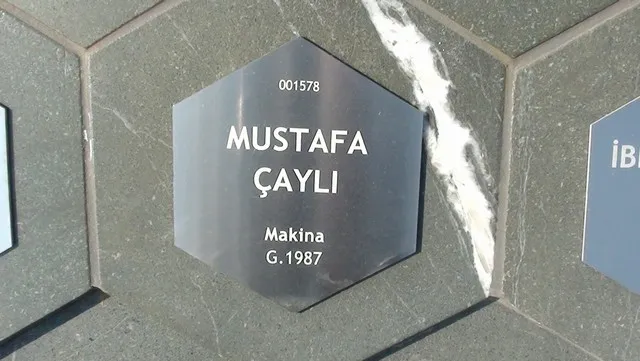 001578
MUSTAFA
ÇAYLI
Makina
G.1987